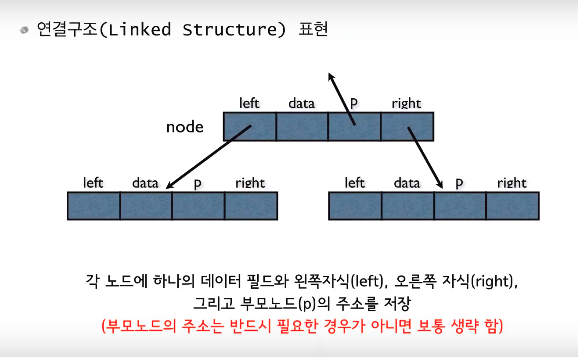 연결구조(Linked Structure) 표현
left data p right
node
left data p right left data p right
각 노드에 하나의 데이터 필드와 왼쪽자식(left), 오른쪽 자식(right),
그리고 부모노드(p)의 주소를 저장
(부모노드의 주소는 반드시 필요한 경우가 아니면 보통 생략 함)